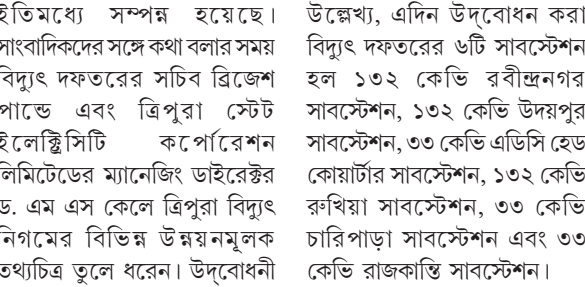 ইতিমধ্যে সম্পন্ন হয়েছে।
সাংবাদিকদের সঙ্গে কথা বলার সময়
বিদ্যুৎ দফতরের সচিব ব্রিজেশ
পান্ডে এবং ত্রিপুরা স্টেট
ইলেক্ট্রিসিটি কর্পোরেশন
লিমিটেডের ম্যানেজিং ডাইরেক্টর
ড. এম এস কেলে ত্রিপুরা বিদ্যুৎ
নিগমের বিভিন্ন উন্নয়নমূলক
তথ্যচিত্র তুলে ধরেন। উদ্‌বোধনী
উল্লেখ্য, এদিন উদ্‌বোধন করা
বিদ্যুৎ দফতরের ৬টি সাবস্টেশন
হল ১৩২ কেভি রবীন্দ্রনগর
সাবস্টেশন, ১৩২ কেভি উদয়পুর
সাবস্টেশন, ৩৩ কেভি এডিসি হেড
কোয়ার্টার সাবস্টেশন, ১৩২ কেভি
রুখিয়া সাবস্টেশন, ৩৩ কেভি
চারিপাড়া সাবস্টেশন এবং ৩৩
কেভি রাজকান্তি সাবস্টেশন।